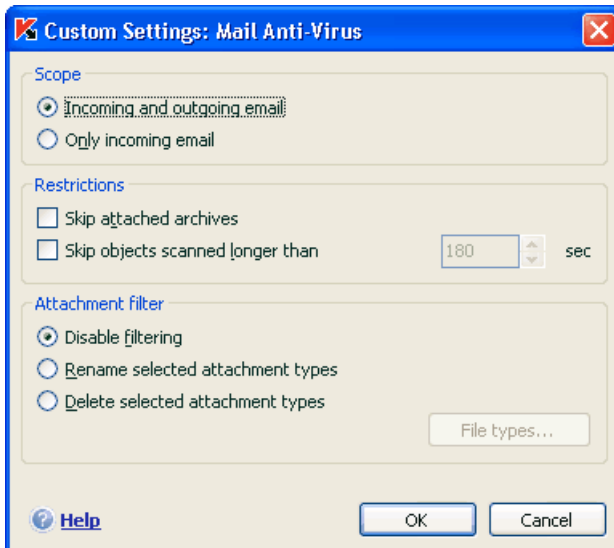 Custom Settings: Mail Anti-Virus
Scope
Incoming and outgoing email
Only incoming email
Restrictions
Skip attached archives
Skip objects scanned longer than 180 sec
Attachment filter
Disable filtering
Rename selected attachment types
Delete selected attachment types
File types...
Help OK Cancel